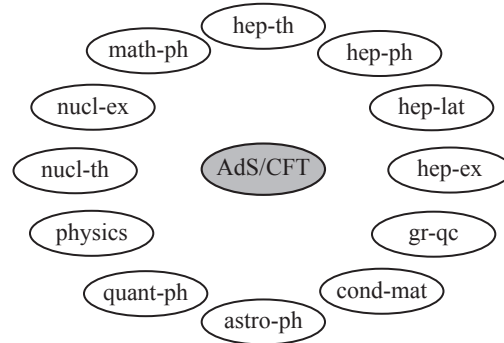 hep-th
math-ph
hep-ph
nucl-ex
hep-lat
nucl-th
AdS/CFT
hep-ex
physics
gr-qc
quant-ph
cond-mat
astro-ph